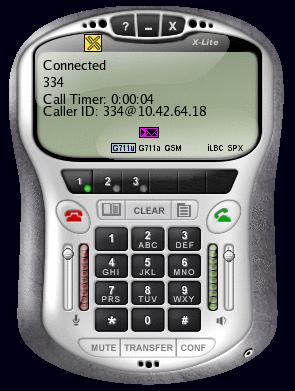 ? – X
X-Lite
Connected
334
Call Timer: 0:00:04
Caller ID: 334@10.42.64.18
G711u G711a GSM iLBC SPX
1 2 3
CLEAR
1 2 ABC 3 DEF
4 GHI 5 JKL 6 MNO
7 PRS 8 TUV 9 WXY
* 0 #
MUTE TRANSFER CONF